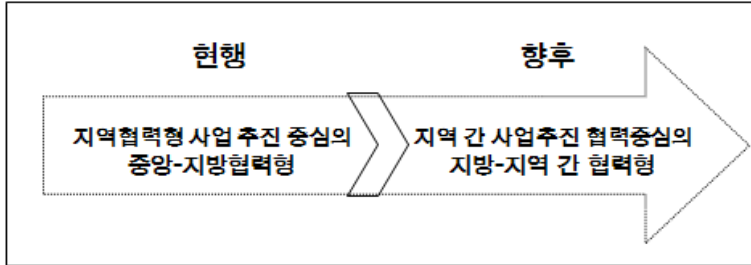 현행
향후
지역협력형 사업 추진 중심의
중앙-지방협력형
지역 간 사업추진 협력중심의
지방-지역 간 협력형